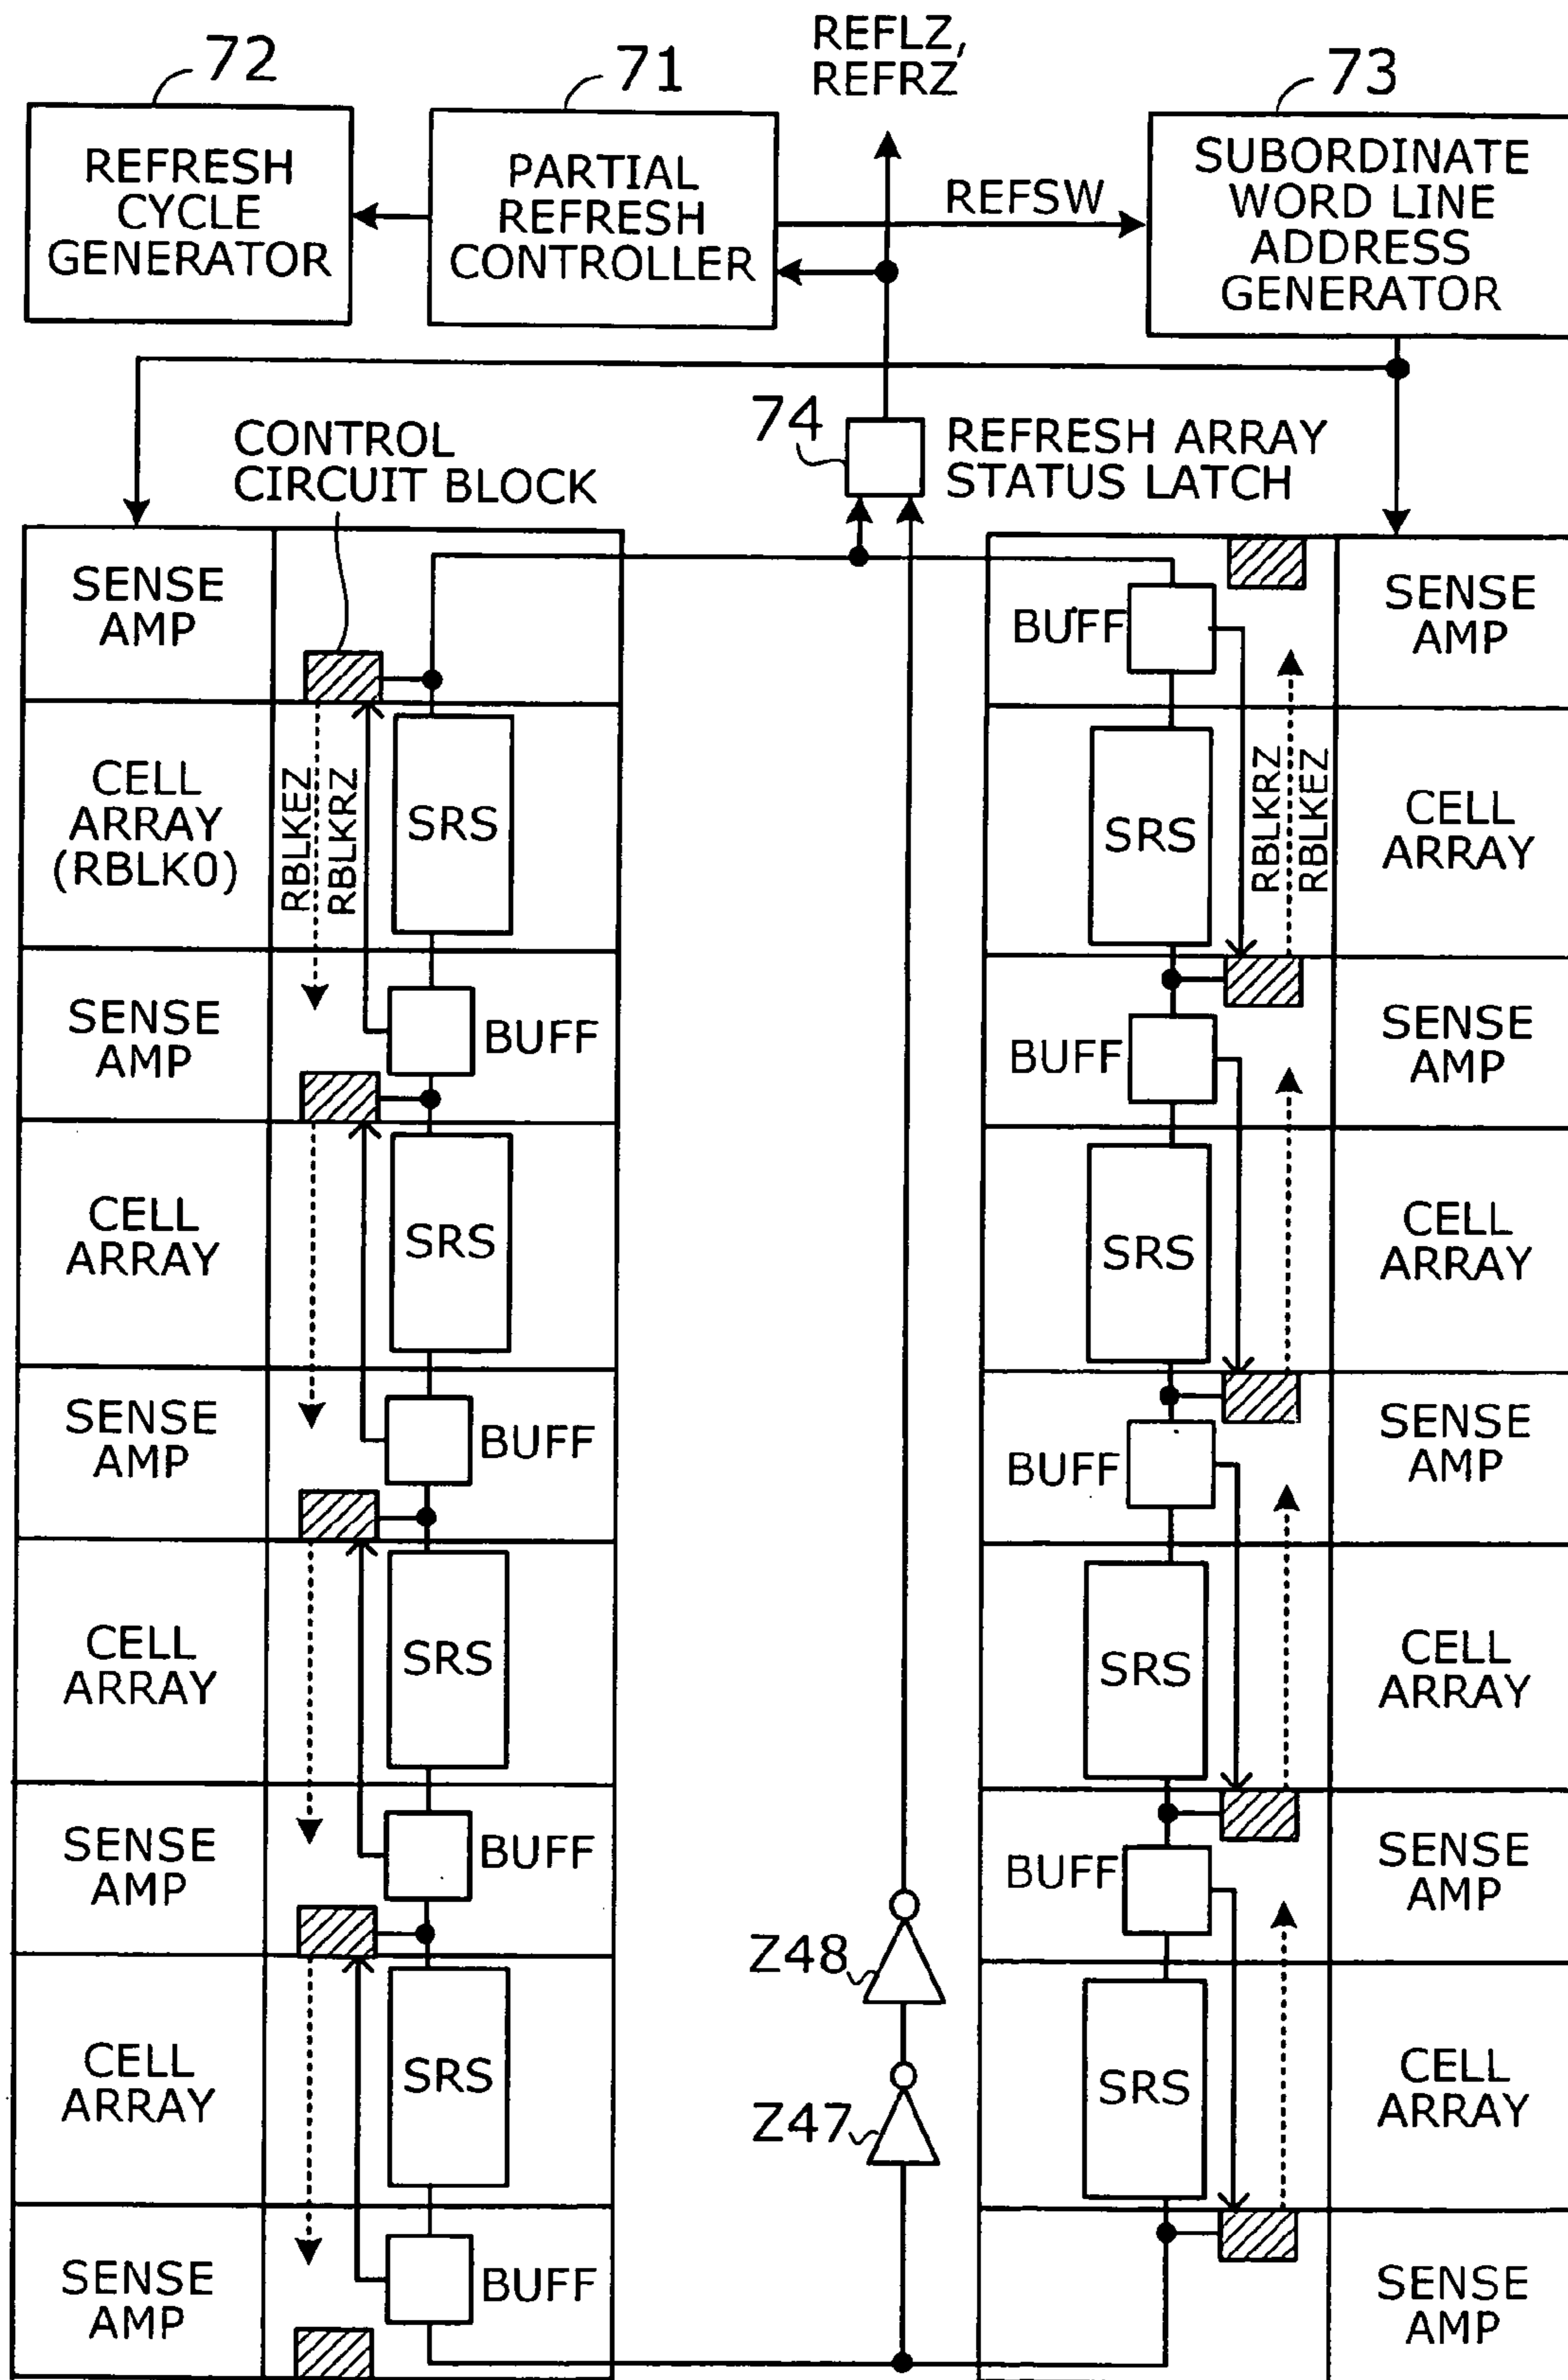 72
71
REFLZ,
REFRZ
73
REFRESH
CYCLE
GENERATOR
PARTIAL
REFRESH
CONTROLLER
REFSW
SUBORDINATE
WORD LINE
ADDRESS
GENERATOR
CONTROL
CIRCUIT BLOCK
74
REFRESH ARRAY
STATUS LATCH
SENSE
AMP
BUFF
SENSE
AMP
CELL
ARRAY
(RBLK0)
RBLKEZ
RBLKRZ
SRS
SRS
RBLKRZ
RBLKEZ
CELL
ARRAY
SENSE
AMP
BUFF
BUFF
SENSE
AMP
CELL
ARRAY
SRS
SRS
CELL
ARRAY
SENSE
AMP
BUFF
BUFF
SENSE
AMP
CELL
ARRAY
SRS
SRS
CELL
ARRAY
SENSE
AMP
BUFF
BUFF
SENSE
AMP
Z48
CELL
ARRAY
SRS
Z47
SRS
CELL
ARRAY
SENSE
AMP
BUFF
SENSE
AMP